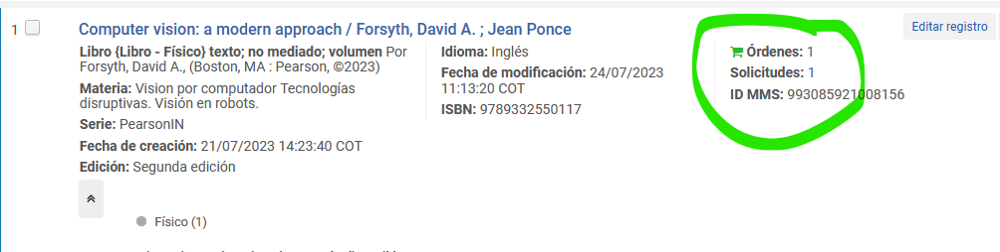 1 Computer vision: a modern approach / Forsyth, David A. ; Jean Ponce
Editar registro
Libro {Libro - Físico} texto; no mediado; volumen Por
Forsyth, David A., (Boston, MA : Pearson, ©2023)
Materia: Vision por computador Tecnologías
disruptivas. Visión en robots.
Serie: PearsonIN
Fecha de creación: 21/07/2023 14:23:40 COT
Edición: Segunda edición
Idioma: Inglés
Fecha de modificación: 24/07/2023
11:13:20 COT
ISBN: 9789332550117
Órdenes: 1
Solicitudes: 1
ID MMS: 993085921008156
Físico (1)